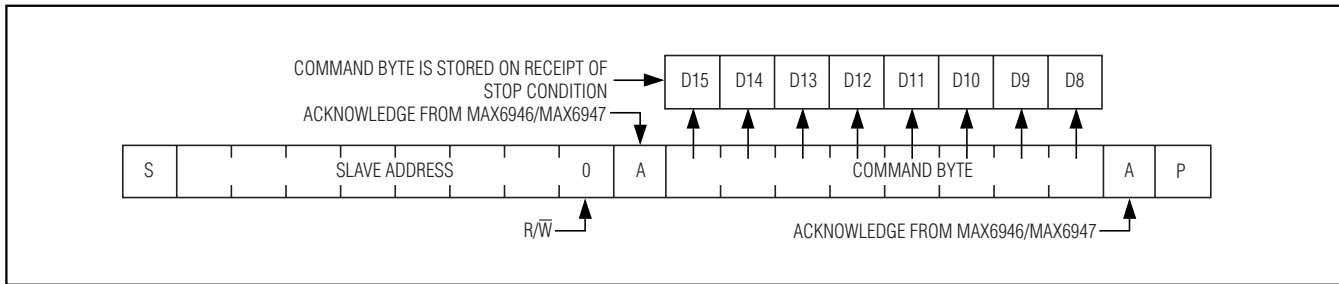 COMMAND BYTE IS STORED ON RECEIPT OF
STOP CONDITION
D15 D14 D13 D12 D11 D10 D9 D8
ACKNOWLEDGE FROM MAX6946/MAX6947
S SLAVE ADDRESS 0 A COMMAND BYTE A P
R/W̅ ACKNOWLEDGE FROM MAX6946/MAX6947